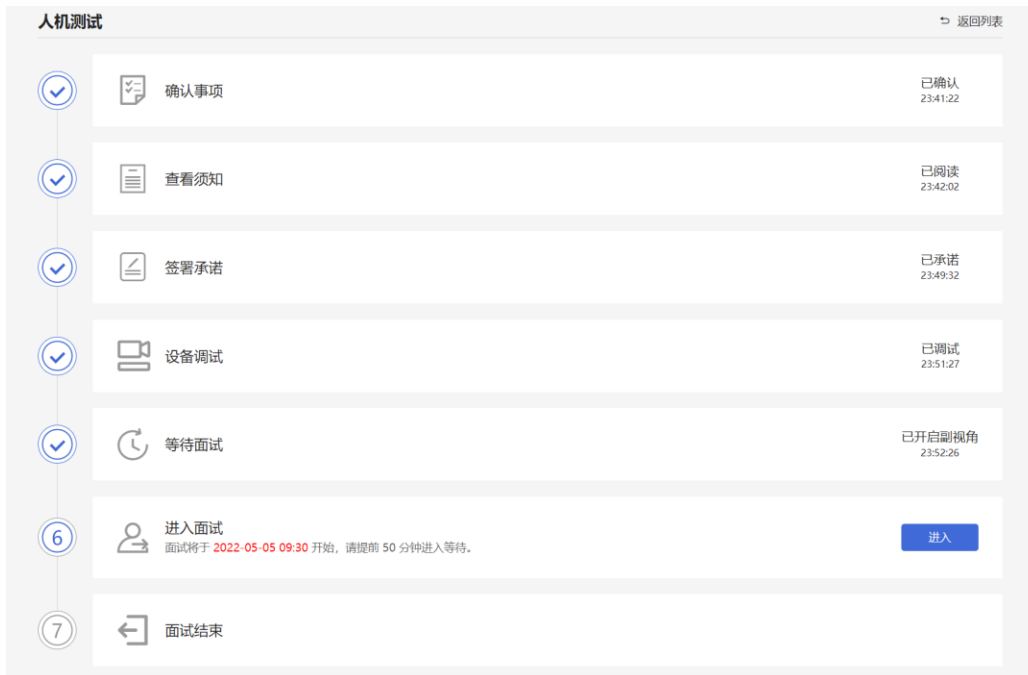 人机测试
返回列表
确认事项
已确认
23:41:22
查看须知
已阅读
23:42:02
签署承诺
已承诺
23:49:32
设备调试
已调试
23:51:27
等待面试
已开启副视角
23:52:26
6
进入面试
面试将于 2022-05-05 09:30 开始，请提前 50 分钟进入等待。
进入
7
面试结束